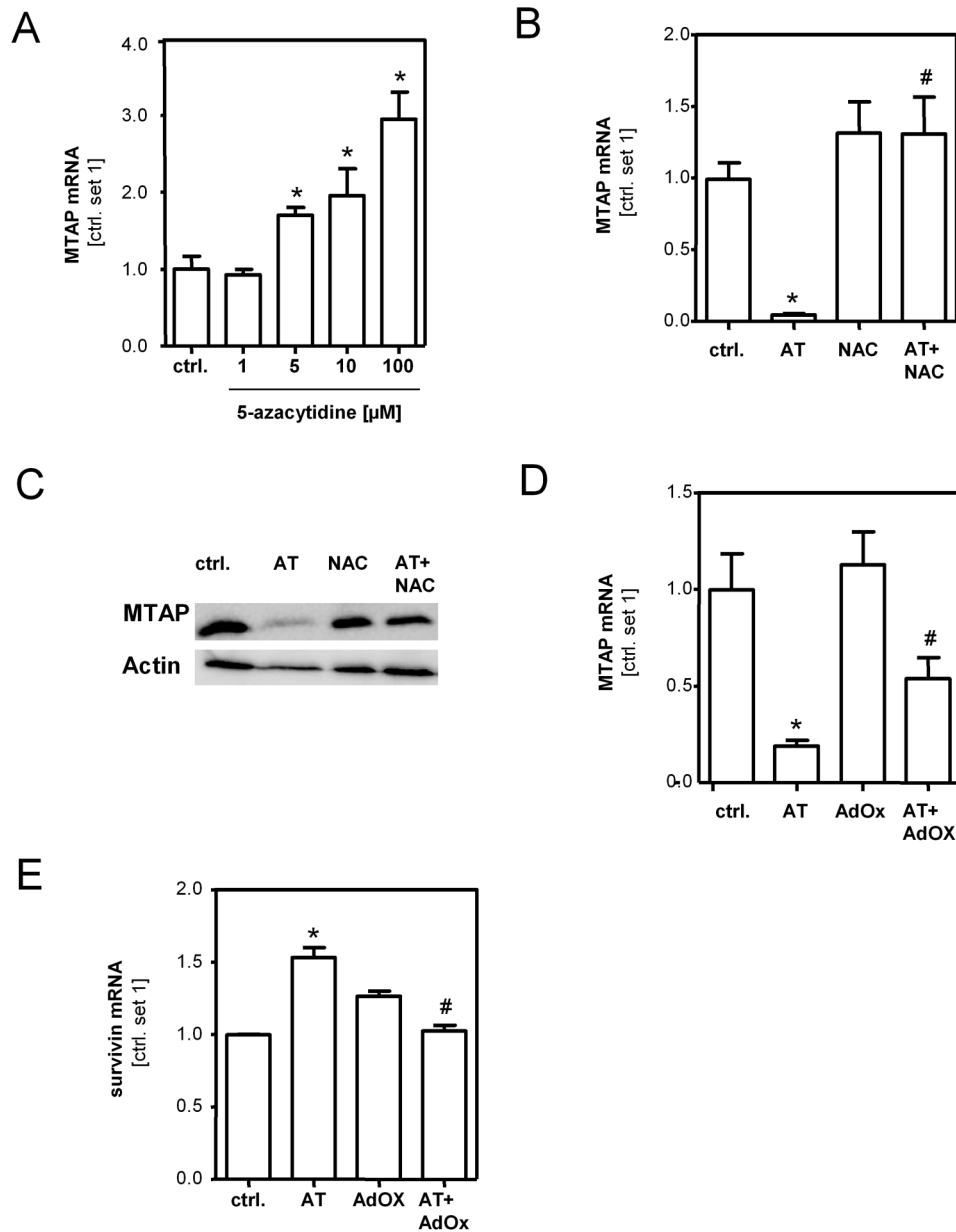 A
4.0
3.0
2.0
1.0
0.0
MTAP mRNA
[ctrl. set 1]
*
*
*
ctrl. 1 5 10 100
5-azacytidine [µM]
B
2.0
1.5
1.0
0.5
0.0
MTAP mRNA
[ctrl. set 1]
*
#
ctrl. AT NAC AT+
NAC
C
ctrl. AT NAC AT+
NAC
MTAP
Actin
D
1.5
1.0
0.5
0.0
MTAP mRNA
[ctrl. set 1]
*
#
ctrl. AT AdOx AT+
AdOX
E
2.0
1.5
1.0
0.5
0.0
survivin mRNA
[ctrl. set 1]
*
#
ctrl. AT AdOX AT+
AdOx